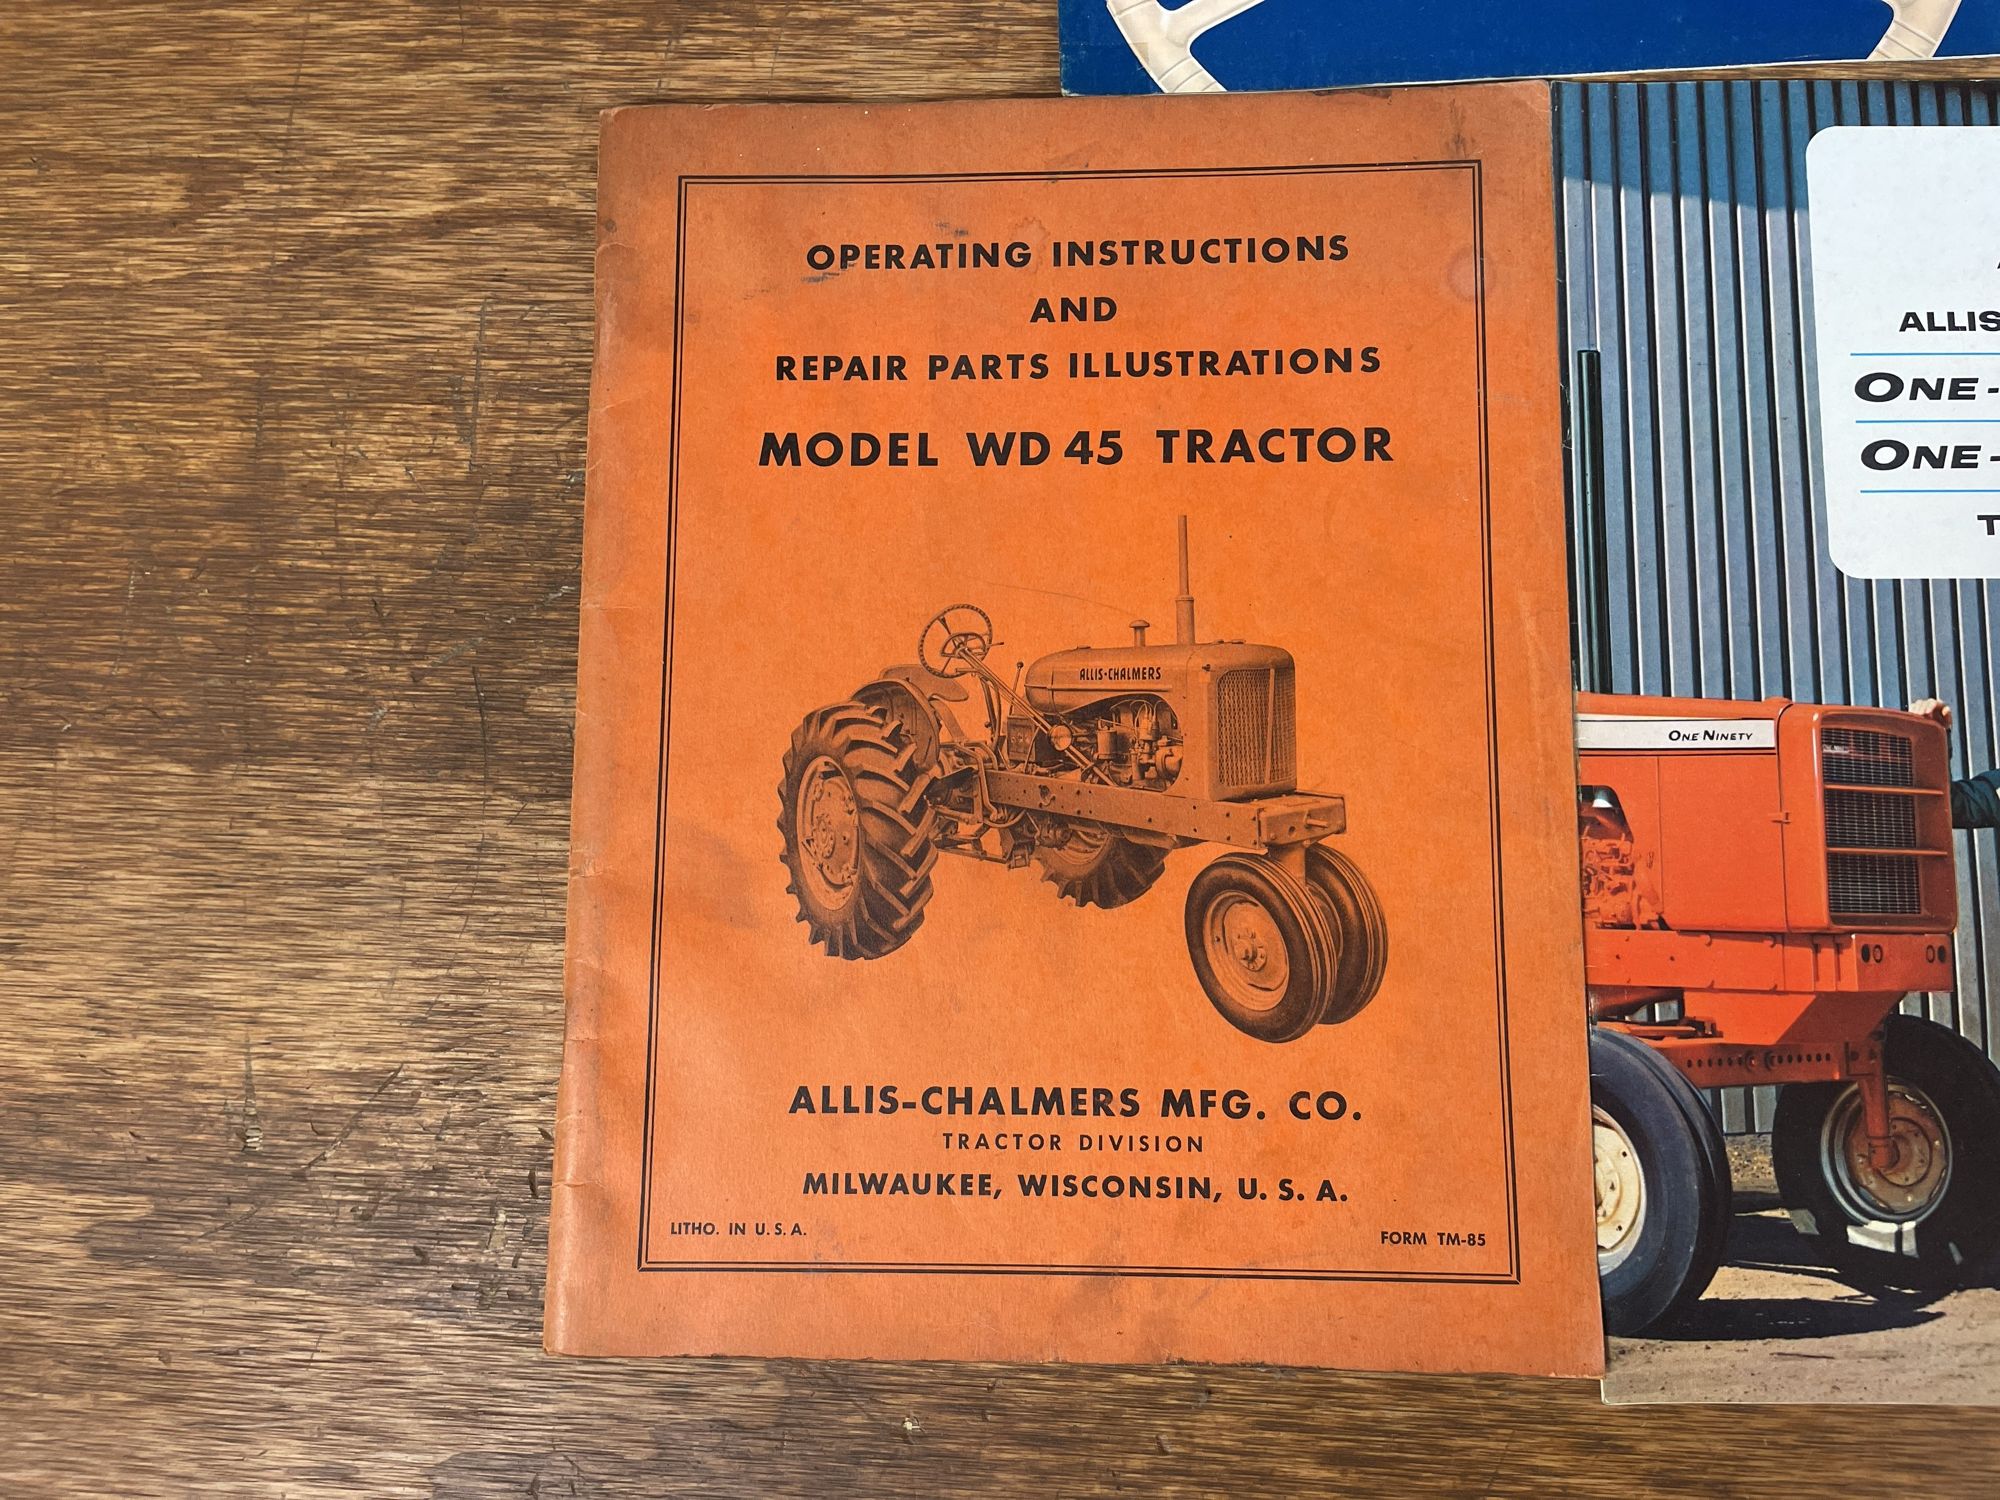 OPERATING INSTRUCTIONS
AND
REPAIR PARTS ILLUSTRATIONS
MODEL WD 45 TRACTOR
ALLIS-CHALMERS
ALLIS-CHALMERS MFG. CO.
TRACTOR DIVISION
MILWAUKEE, WISCONSIN, U. S. A.
LITHO. IN U. S. A.
FORM TM-85
ALLIS
ONE-
ONE-
T
ONE NINETY